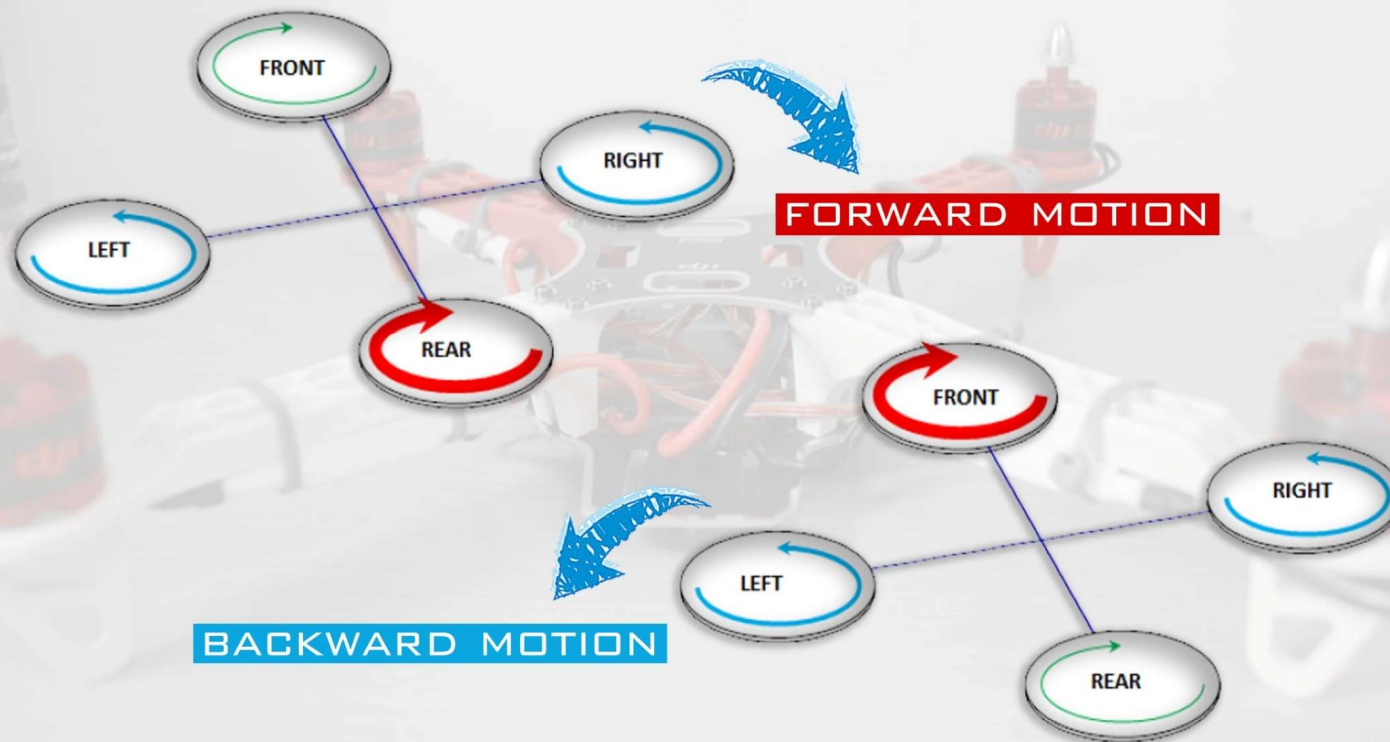 FRONT
RIGHT
LEFT
REAR
FORWARD MOTION
FRONT
RIGHT
LEFT
REAR
BACKWARD MOTION